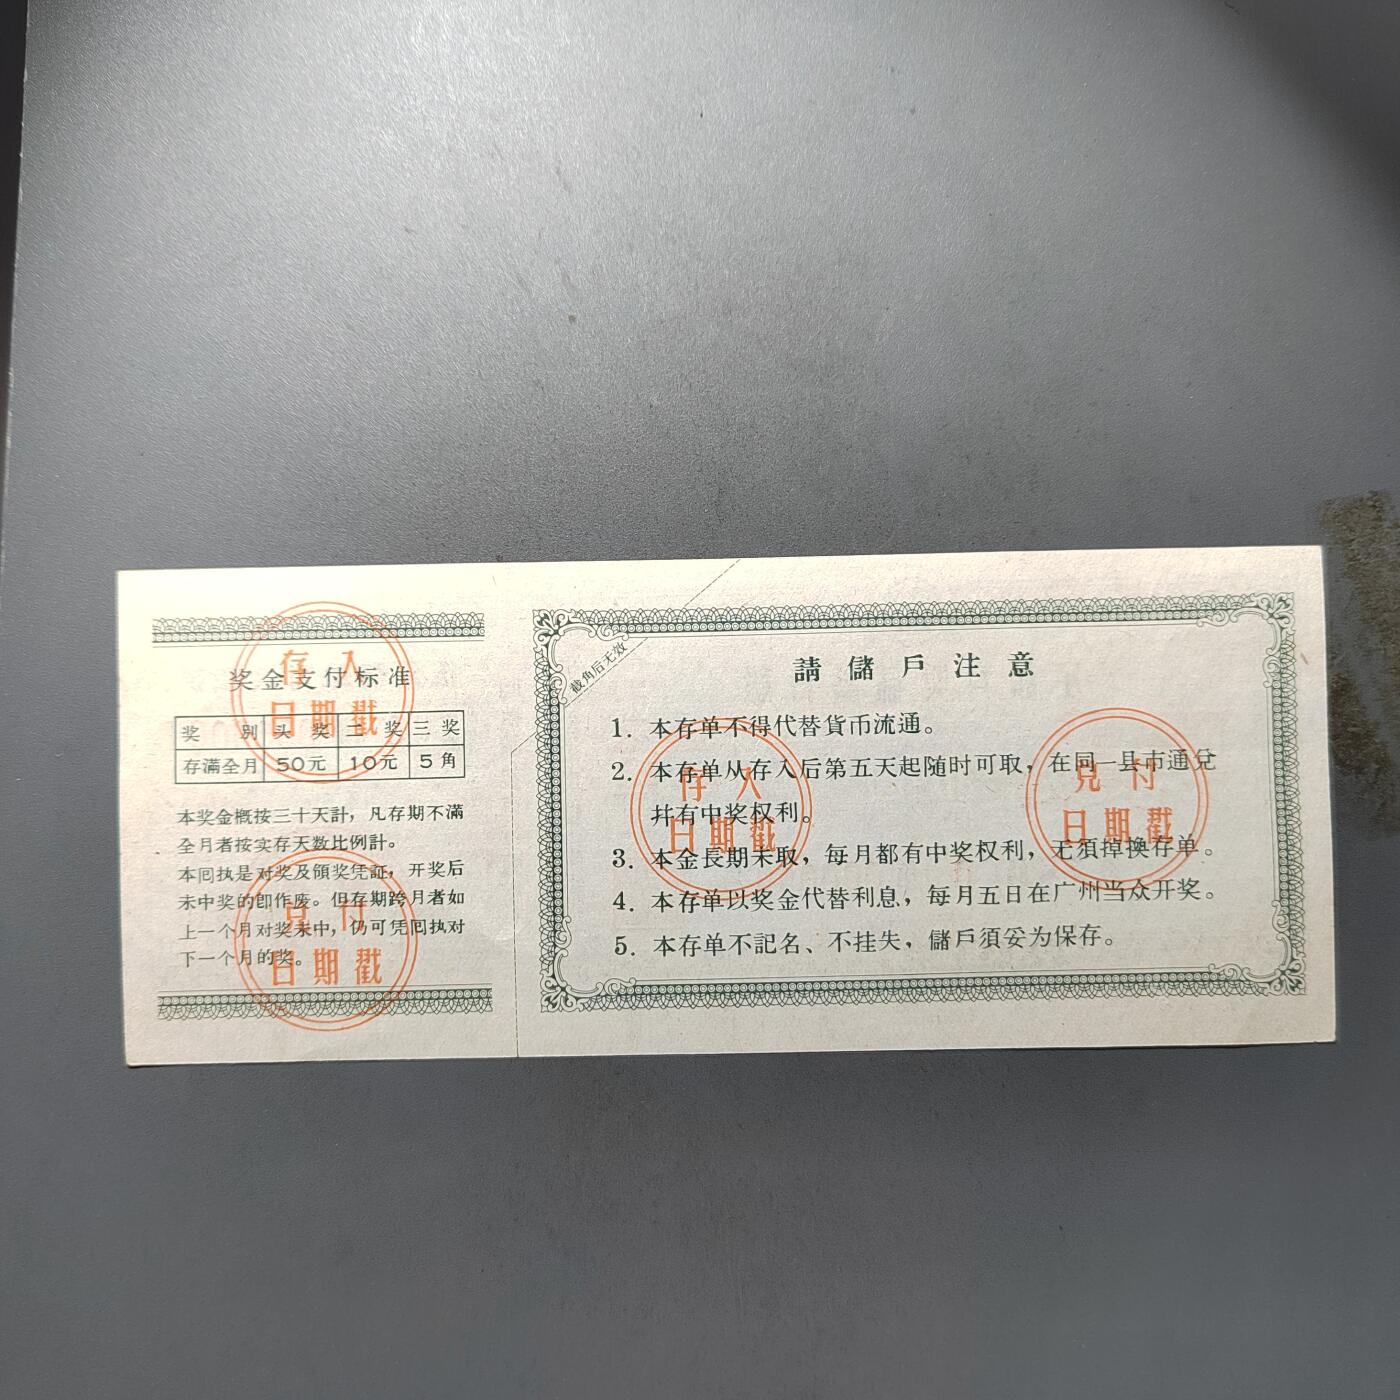 奖金支付标准
奖别 头奖 二奖 三奖
存滿全月 50元 10元 5角
本奖金概按三十天計，凡存期不滿
全月者按实存天数比例計。
本囘执是对奖及領奖凭証，开奖后
未中奖的卽作废。但存期跨月者如
上一个月对奖未中，仍可凭囘执对
下一个月的奖。
存入
日期戳
兑付
日期戳
截角后无效
請儲戶注意
1．本存单不得代替貨币流通。
2．本存单从存入后第五天起随时可取，在同一县市通兑
幷有中奖权利。
3．本金長期未取，每月都有中奖权利，无須掉換存单。
4．本存单以奖金代替利息，每月五日在广州当众开奖。
5．本存单不記名、不挂失，儲戶須妥为保存。
存入
日期戳
兑付
日期戳